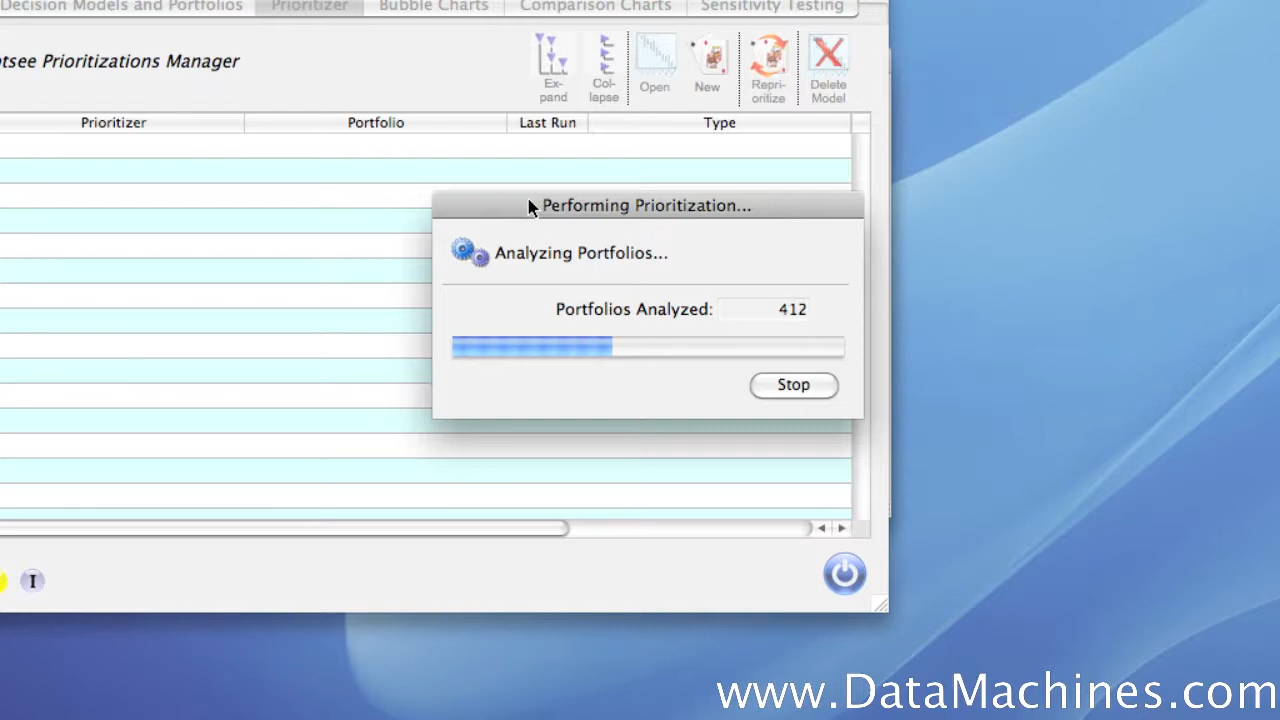 Decision Models and Portfolios Prioritizer Bubble Charts Comparison Charts Sensitivity Testing
Prioritizations Manager
Ex-
pand
Col-
lapse
Open
New
Repri-
oritize
Delete
Model
Prioritizer Portfolio Last Run Type
Performing Prioritization...
Analyzing Portfolios...
Portfolios Analyzed: 412
Stop
I
www.DataMachines.com